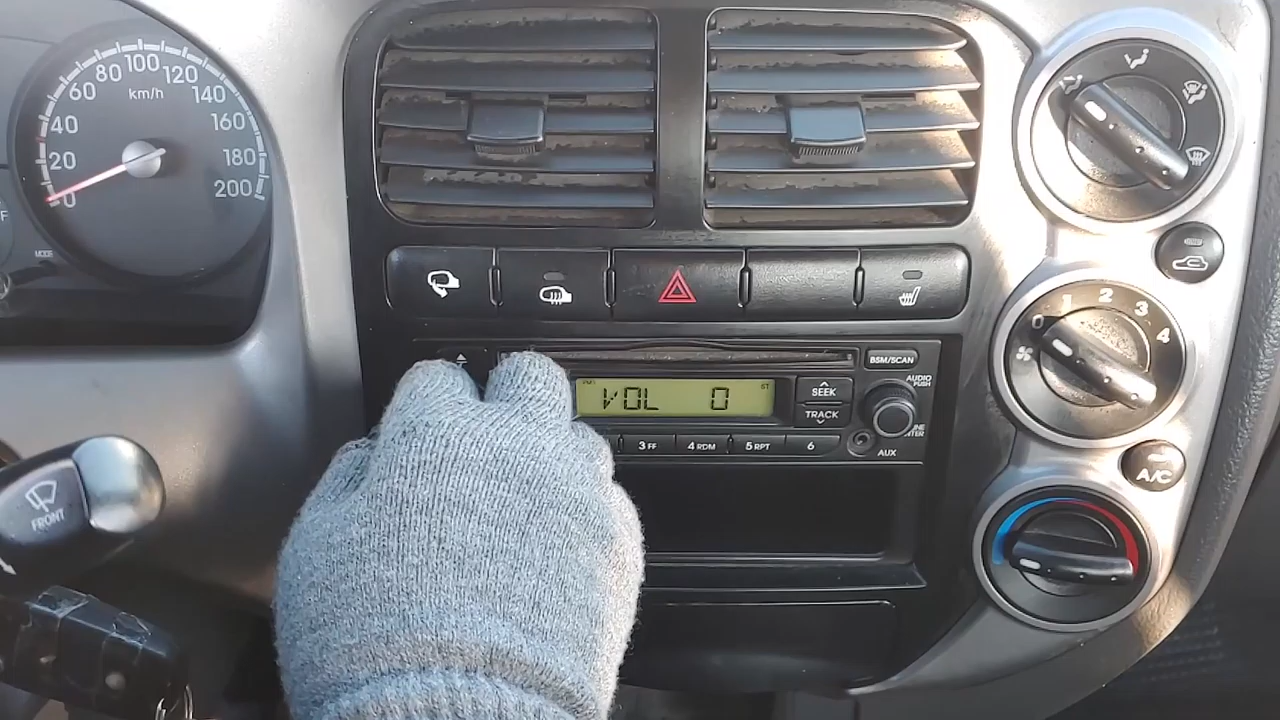 0
20
40
60
80
100
120
140
160
180
200
km/h
F
MODE
FRONT
VOL 0
ST
BSM/SCAN
SEEK
TRACK
AUDIO
PUSH
3 FF
4 RDM
5 RPT
6
AUX
0
1
2
3
4
A/C